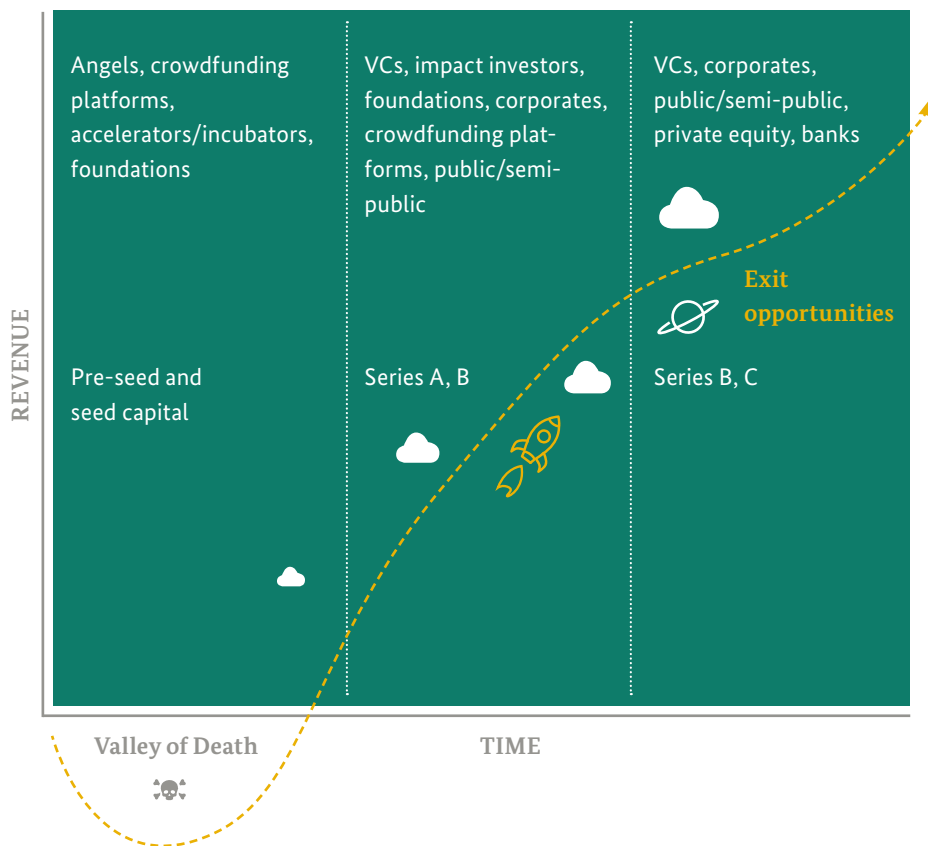 Angels, crowdfunding
platforms,
accelerators/incubators,
foundations
VCs, impact investors,
foundations, corporates,
crowdfunding plat-
forms, public/semi-
public
VCs, corporates,
public/semi-public,
private equity, banks
Exit
opportunities
REVENUE
Pre-seed and
seed capital
Series A, B
Series B, C
Valley of Death
TIME